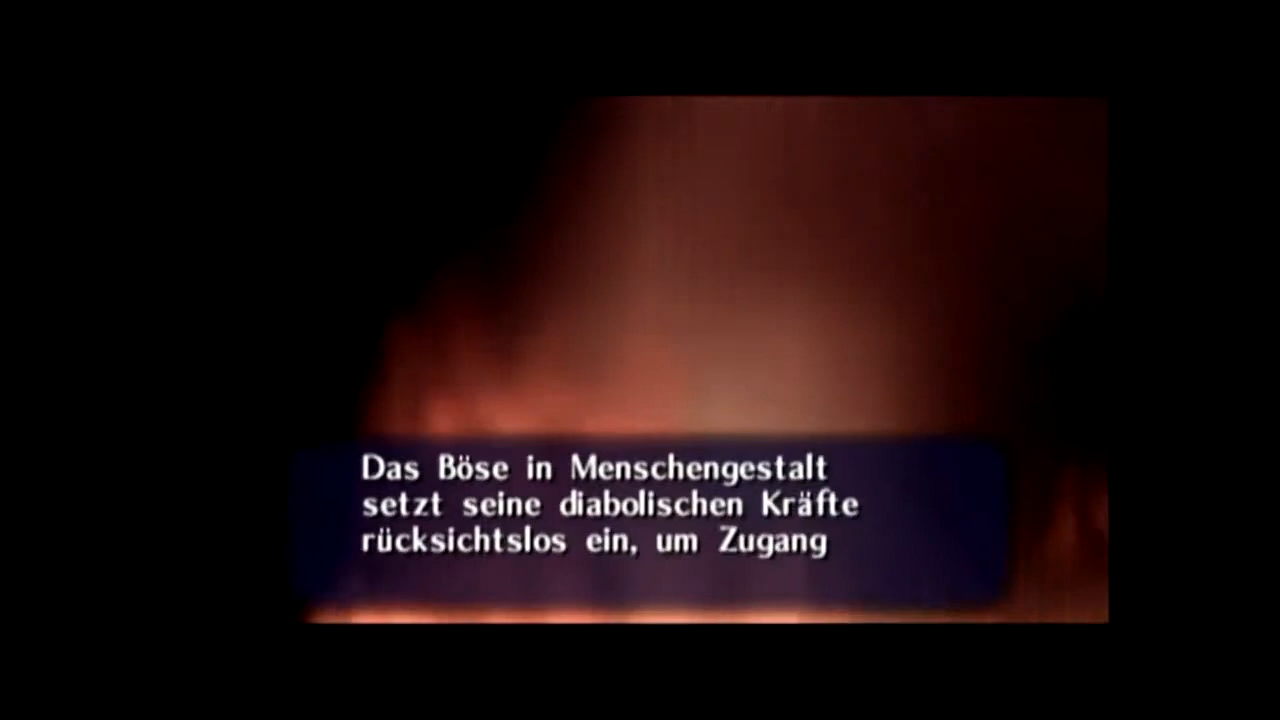 Das Böse in Menschengestalt
setzt seine diabolischen Kräfte
rücksichtslos ein, um Zugang